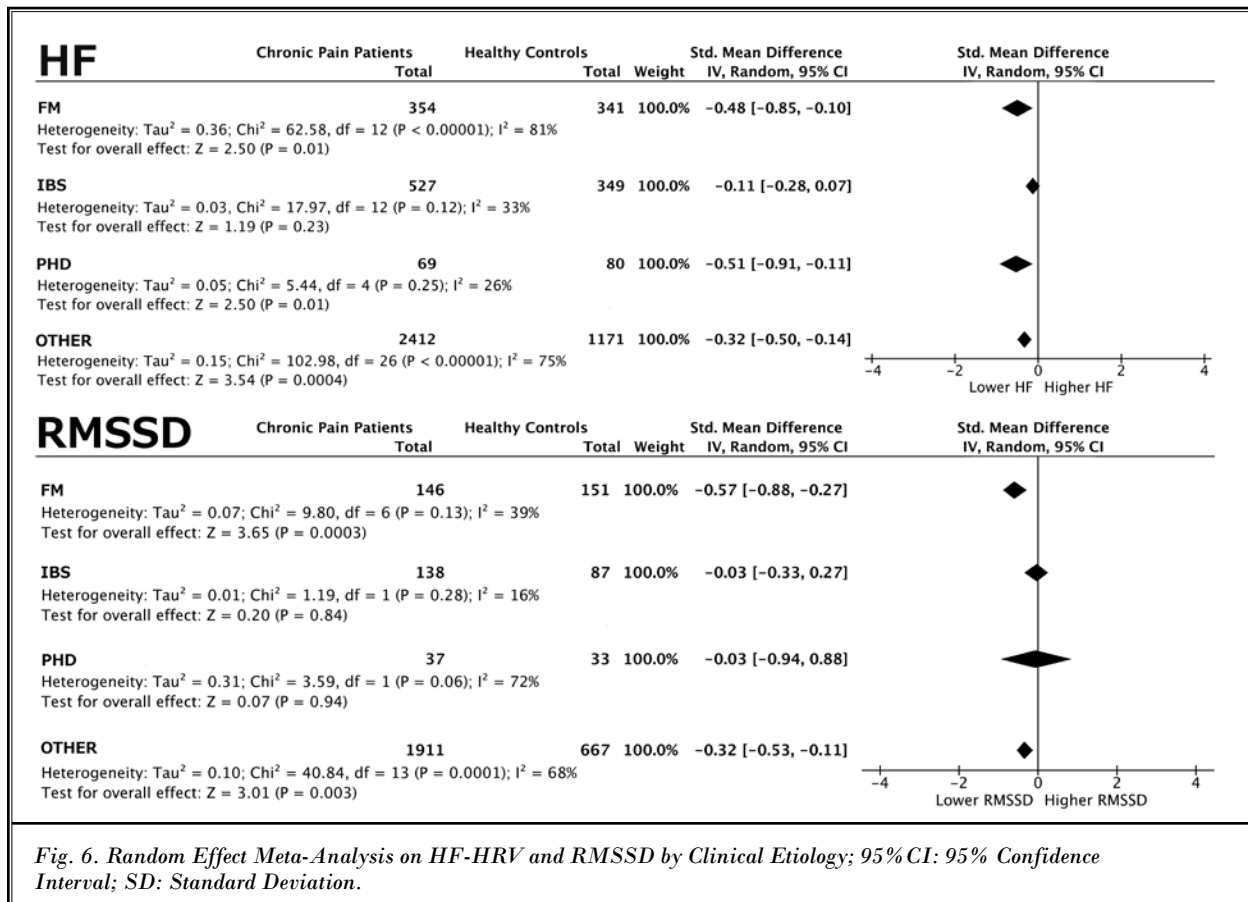 HF
Chronic Pain Patients Healthy Controls Std. Mean Difference Std. Mean Difference
Total Total Weight IV, Random, 95% CI IV, Random, 95% CI
FM 354 341 100.0% −0.48 [−0.85, −0.10]
Heterogeneity: Tau² = 0.36; Chi² = 62.58, df = 12 (P < 0.00001); I² = 81%
Test for overall effect: Z = 2.50 (P = 0.01)
IBS 527 349 100.0% −0.11 [−0.28, 0.07]
Heterogeneity: Tau² = 0.03, Chi² = 17.97, df = 12 (P = 0.12); I² = 33%
Test for overall effect: Z = 1.19 (P = 0.23)
PHD 69 80 100.0% −0.51 [−0.91, −0.11]
Heterogeneity: Tau² = 0.05; Chi² = 5.44, df = 4 (P = 0.25); I² = 26%
Test for overall effect: Z = 2.50 (P = 0.01)
OTHER 2412 1171 100.0% −0.32 [−0.50, −0.14]
Heterogeneity: Tau² = 0.15; Chi² = 102.98, df = 26 (P < 0.00001); I² = 75%
Test for overall effect: Z = 3.54 (P = 0.0004)
−4 −2 0 2 4
Lower HF Higher HF
RMSSD
Chronic Pain Patients Healthy Controls Std. Mean Difference Std. Mean Difference
Total Total Weight IV, Random, 95% CI IV, Random, 95% CI
FM 146 151 100.0% −0.57 [−0.88, −0.27]
Heterogeneity: Tau² = 0.07; Chi² = 9.80, df = 6 (P = 0.13); I² = 39%
Test for overall effect: Z = 3.65 (P = 0.0003)
IBS 138 87 100.0% −0.03 [−0.33, 0.27]
Heterogeneity: Tau² = 0.01; Chi² = 1.19, df = 1 (P = 0.28); I² = 16%
Test for overall effect: Z = 0.20 (P = 0.84)
PHD 37 33 100.0% −0.03 [−0.94, 0.88]
Heterogeneity: Tau² = 0.31; Chi² = 3.59, df = 1 (P = 0.06); I² = 72%
Test for overall effect: Z = 0.07 (P = 0.94)
OTHER 1911 667 100.0% −0.32 [−0.53, −0.11]
Heterogeneity: Tau² = 0.10; Chi² = 40.84, df = 13 (P = 0.0001); I² = 68%
Test for overall effect: Z = 3.01 (P = 0.003)
−4 −2 0 2 4
Lower RMSSD Higher RMSSD
Fig. 6. Random Effect Meta-Analysis on HF-HRV and RMSSD by Clinical Etiology; 95%CI: 95% Confidence
Interval; SD: Standard Deviation.